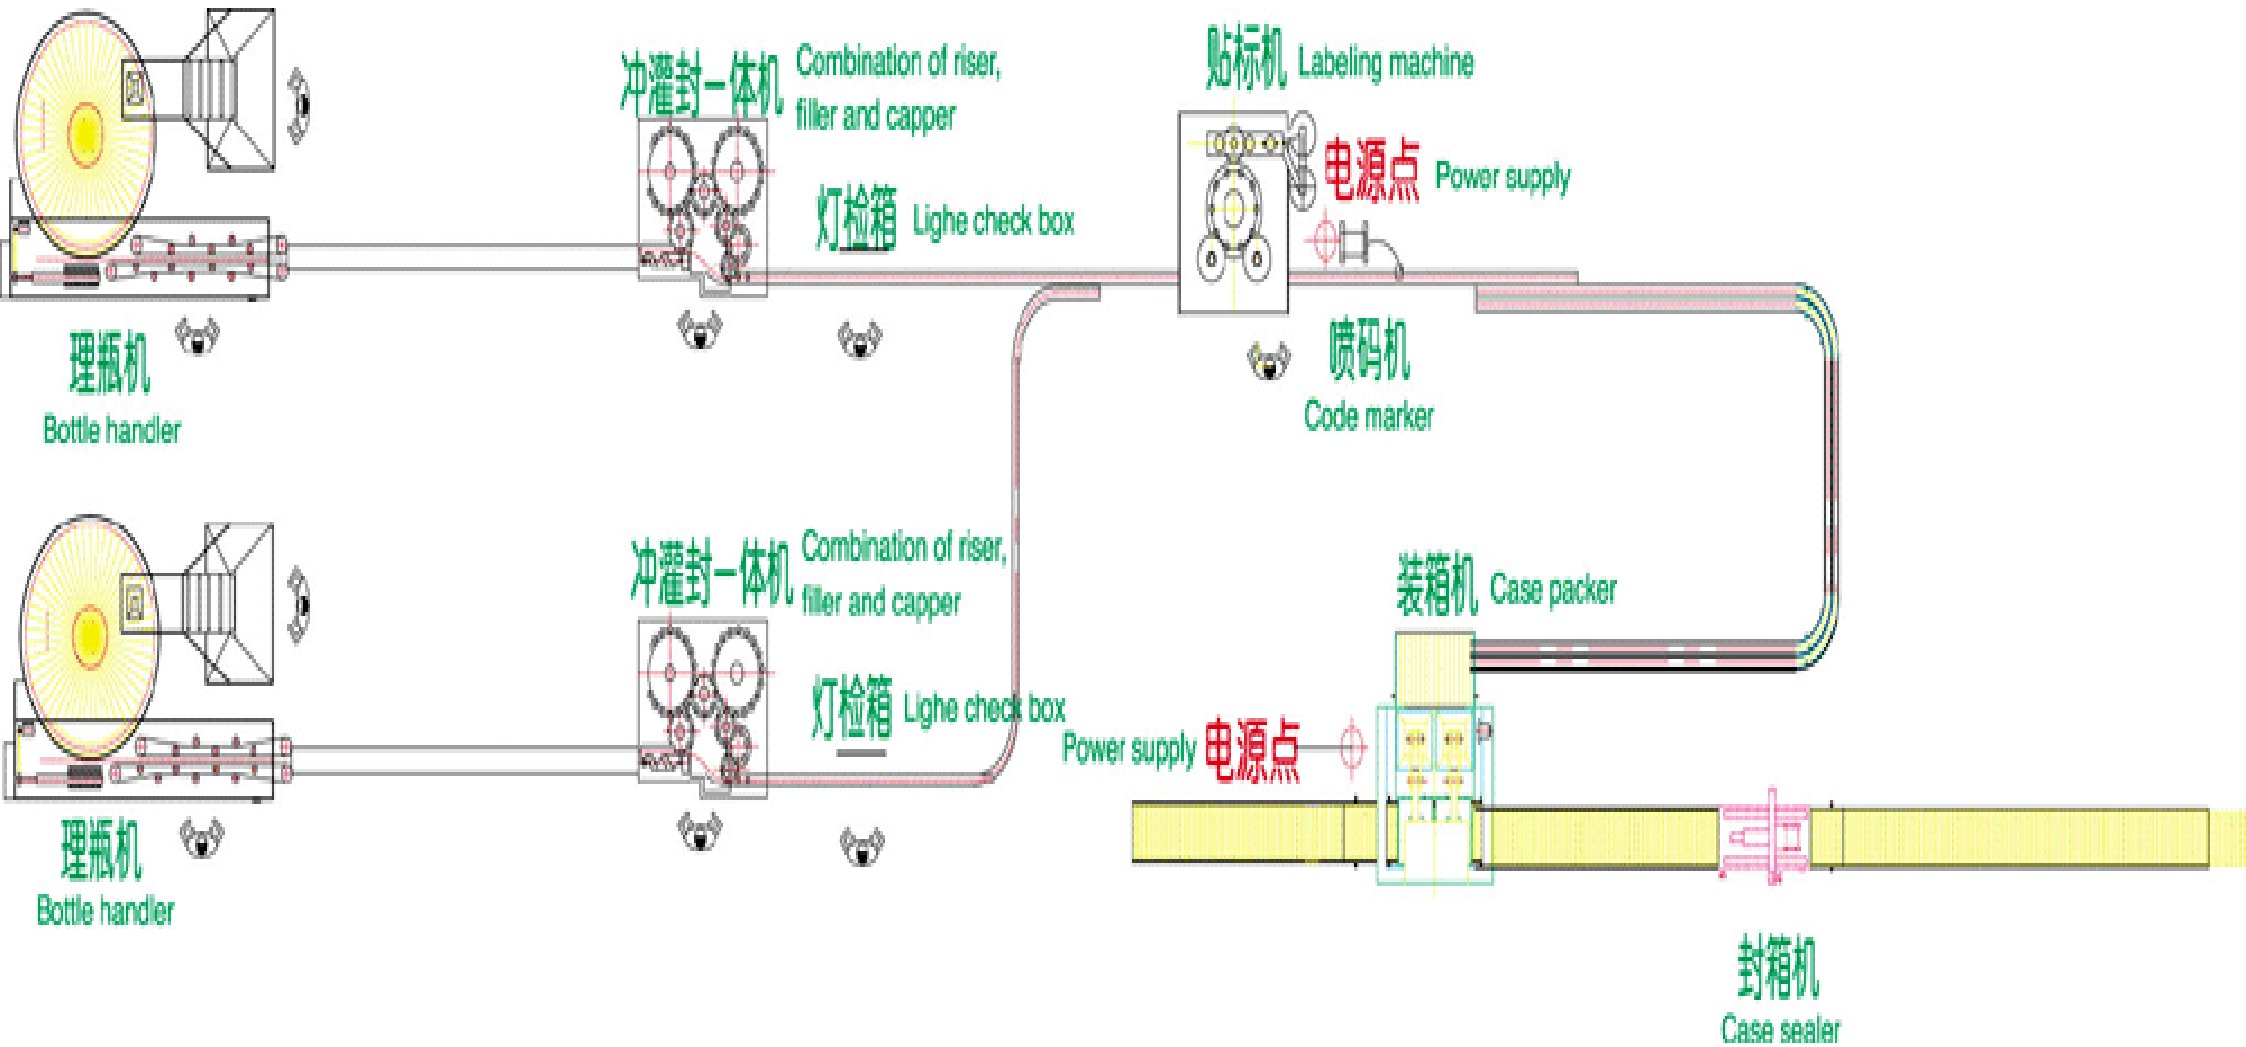 冲灌封一体机
Combination of riser,
filler and capper
贴标机 Labeling machine
电源点 Power supply
灯检箱 Lighe check box
理瓶机
Bottle handler
喷码机
Code marker
冲灌封一体机
Combination of riser,
filler and capper
装箱机 Case packer
灯检箱 Lighe check box
Power supply 电源点
理瓶机
Bottle handler
封箱机
Case sealer